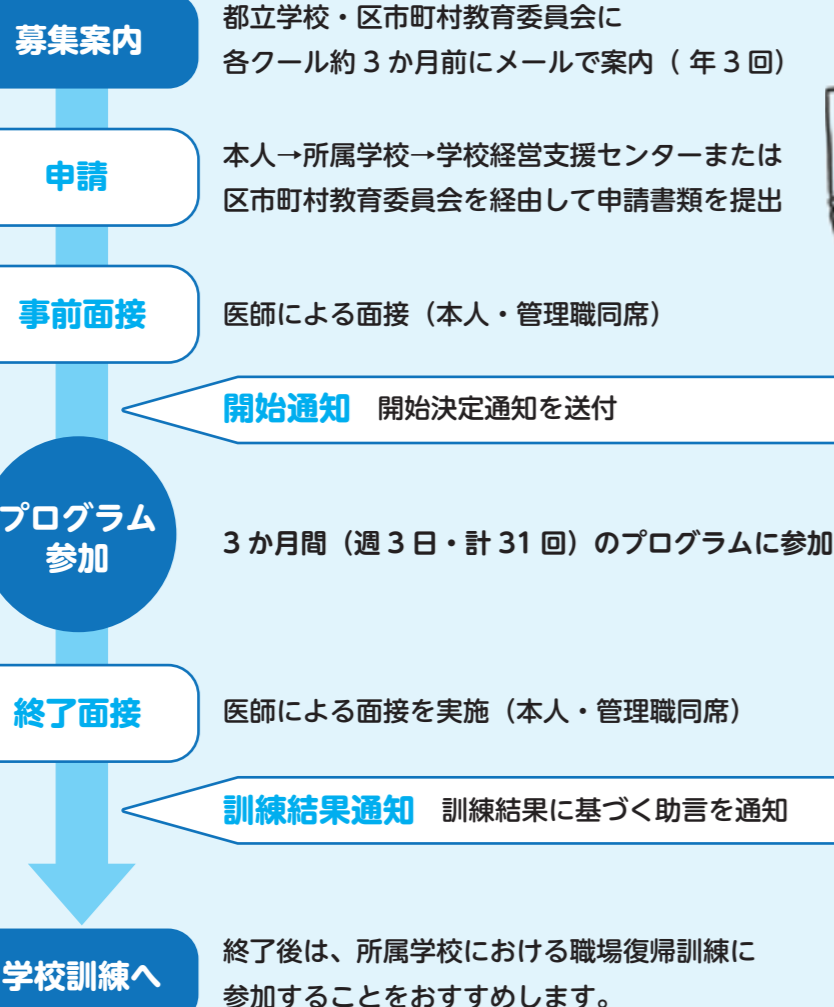 募集案内
都立学校・区市町村教育委員会に
各クール約 3 か月前にメールで案内（ 年 3 回）
申請
本人→所属学校→学校経営支援センターまたは
区市町村教育委員会を経由して申請書類を提出
事前面接
医師による面接（本人・管理職同席）
開始通知 開始決定通知を送付
プログラム
参加
3 か月間（週 3 日・計 31 回）のプログラムに参加
終了面接
医師による面接を実施（本人・管理職同席）
訓練結果通知 訓練結果に基づく助言を通知
学校訓練へ
終了後は、所属学校における職場復帰訓練に
参加することをおすすめします。